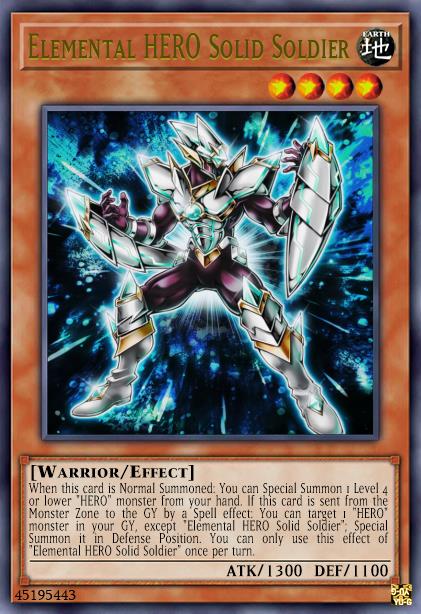 Elemental HERO Solid Soldier
EARTH
地
[Warrior/Effect]
When this card is Normal Summoned: You can Special Summon 1 Level 4
or lower "HERO" monster from your hand. If this card is sent from the
Monster Zone to the GY by a Spell effect: You can target 1 "HERO"
monster in your GY, except "Elemental HERO Solid Soldier"; Special
Summon it in Defense Position. You can only use this effect of
"Elemental HERO Solid Soldier" once per turn.
ATK/1300 DEF/1100
45195443